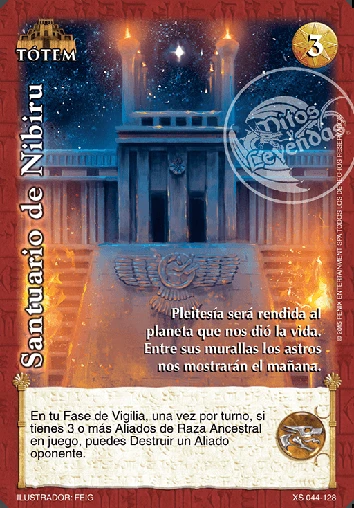 TÓTEM
3
Mitos y
Leyendas
Santuario de Nibiru
Pleitesía será rendida al
planeta que nos dió la vida.
Entre sus murallas los astros
nos mostrarán el mañana.
En tu Fase de Vigilia, una vez por turno, si
tienes 3 o más Aliados de Raza Ancestral
en juego, puedes Destruir un Aliado
oponente.
ILUSTRADOR: FEIG
XS 044-128